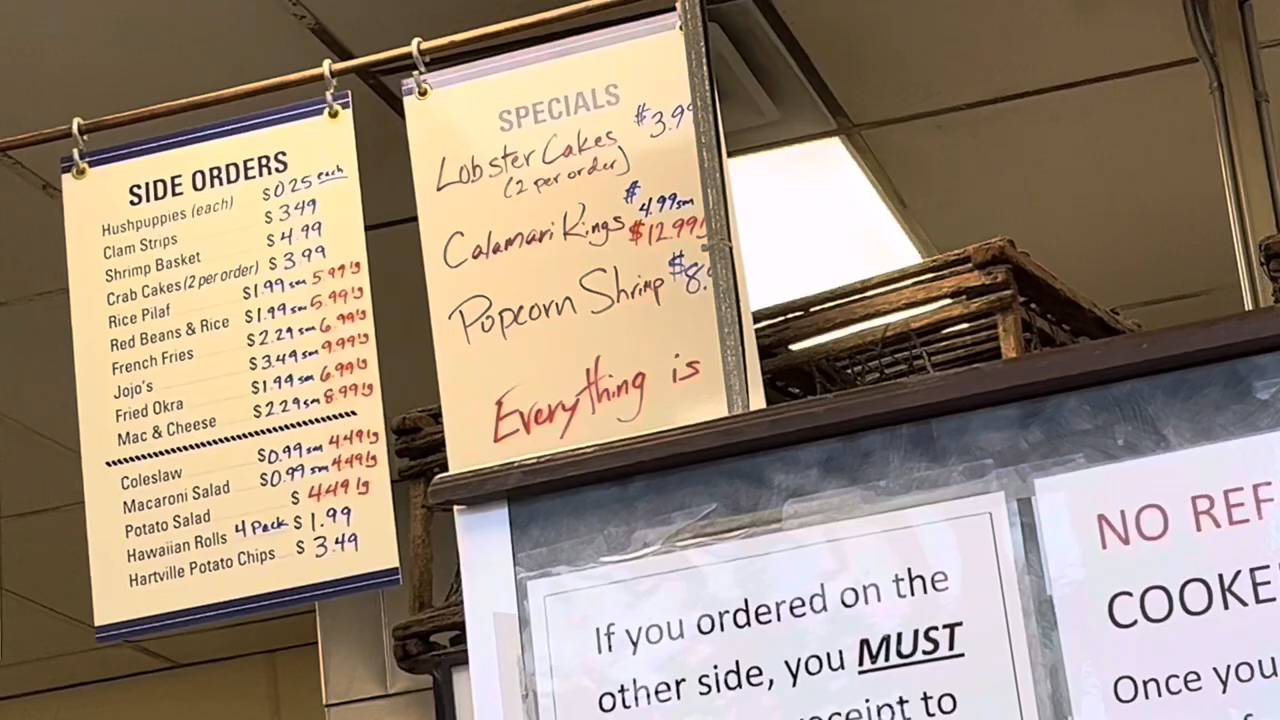 SIDE ORDERS
Hushpuppies (each) $0.25 each
Clam Strips $3.49
Shrimp Basket $4.99
Crab Cakes (2 per order) $3.99
Rice Pilaf $1.99 sm 5.99 lg
Red Beans & Rice $1.99 sm 5.99 lg
French Fries $2.29 sm 6.99 lg
Jojo's $3.49 sm 9.99 lg
Fried Okra $1.99 sm 6.99 lg
Mac & Cheese $2.29 sm 8.99 lg
Coleslaw $0.99 sm 4.49 lg
Macaroni Salad $0.99 sm 4.49 lg
Potato Salad $4.49 lg
Hawaiian Rolls 4 Pack $1.99
Hartville Potato Chips $3.49
SPECIALS
Lobster Cakes $3.9
(2 per order)
Calamari Rings $4.99 sm
$12.99
Popcorn Shrimp $8.
Everything is
If you ordered on the
other side, you MUST
receipt to
NO REF
COOKE
Once you